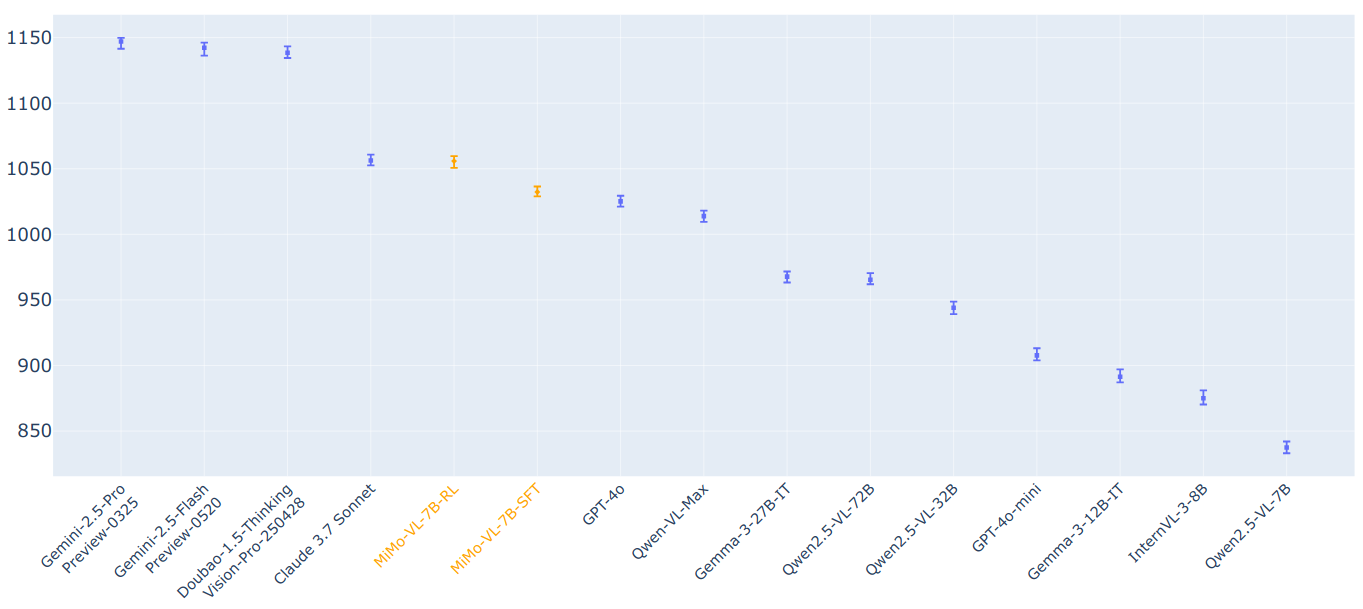 1150
1100
1050
1000
950
900
850
Gemini-2.5-Pro
Preview-0325
Gemini-2.5-Flash
Preview-0520
Doubao-1.5-Thinking
Vision-Pro-250428
Claude 3.7 Sonnet
MiMo-VL-7B-RL
MiMo-VL-7B-SFT
GPT-4o
Qwen-VL-Max
Gemma-3-27B-IT
Qwen2.5-VL-72B
Qwen2.5-VL-32B
GPT-4o-mini
Gemma-3-12B-IT
InternVL-3-8B
Qwen2.5-VL-7B